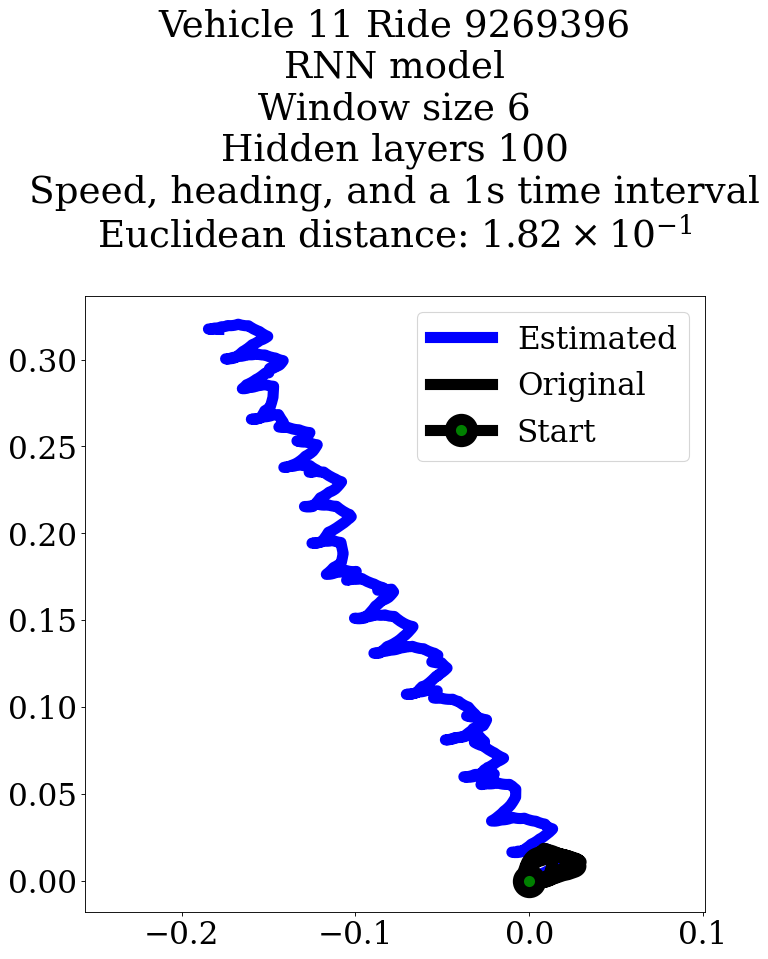 Vehicle 11 Ride 9269396
RNN model
Window size 6
Hidden layers 100
Speed, heading, and a 1s time interval
Euclidean distance: 1.82 × 10⁻¹
Estimated
Original
Start
0.30
0.25
0.20
0.15
0.10
0.05
0.00
−0.2
−0.1
0.0
0.1